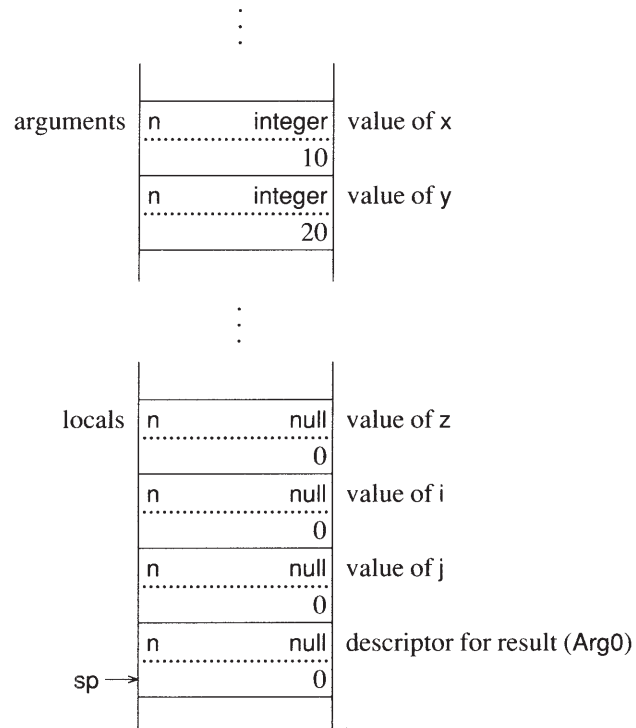 arguments n integer value of x
10
n integer value of y
20
locals n null value of z
0
n null value of i
0
n null value of j
0
n null descriptor for result (Arg0)
sp 0